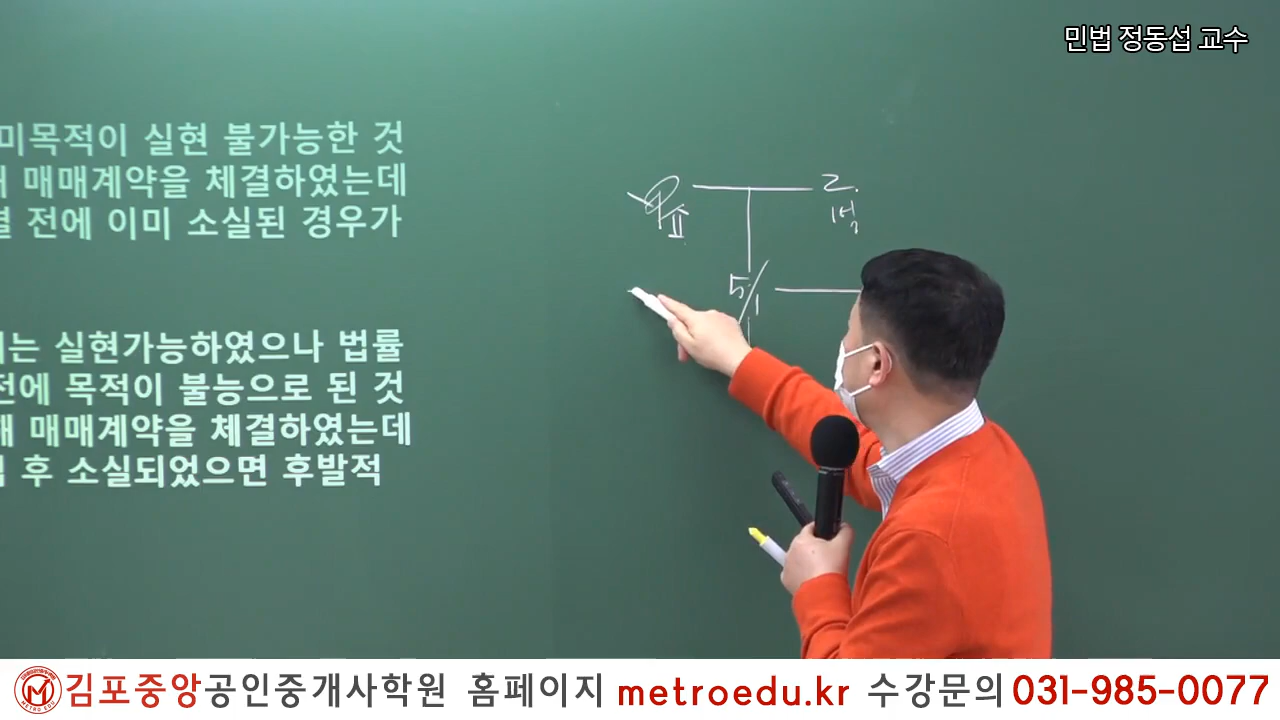 민법 정동섭 교수
미목적이 실현 불가능한 것
매매계약을 체결하였는데
전에 이미 소실된 경우가
는 실현가능하였으나 법률
전에 목적이 불능으로 된 것
매매계약을 체결하였는데
후 소실되었으면 후발적
5/1
METRO EDU
김포중앙공인중개사학원 홈페이지 metroedu.kr 수강문의 031-985-0077